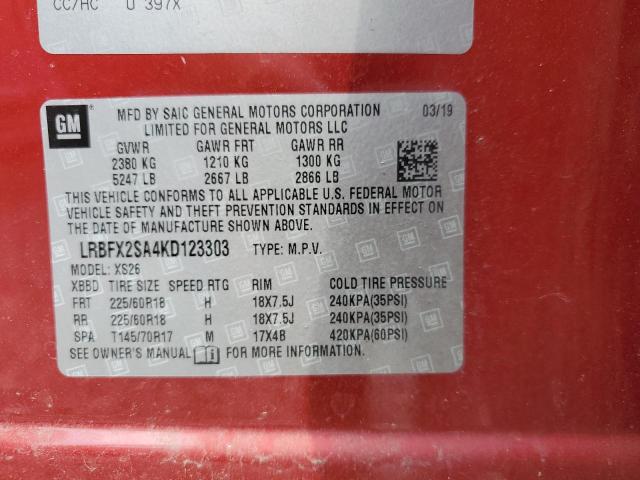 CC/HC U 397X
GM
MFD BY SAIC GENERAL MOTORS CORPORATION 03/19
LIMITED FOR GENERAL MOTORS LLC
GVWR GAWR FRT GAWR RR
2380 KG 1210 KG 1300 KG
5247 LB 2667 LB 2866 LB
THIS VEHICLE CONFORMS TO ALL APPLICABLE U.S. FEDERAL MOTOR
VEHICLE SAFETY AND THEFT PREVENTION STANDARDS IN EFFECT ON
THE DATE OF MANUFACTURE SHOWN ABOVE.
LRBFX2SA4KD123303 TYPE: M.P.V.
MODEL: XS26
XBBD TIRE SIZE SPEED RTG RIM COLD TIRE PRESSURE
FRT 225/60R18 H 18X7.5J 240KPA(35PSI)
RR 225/60R18 H 18X7.5J 240KPA(35PSI)
SPA T145/70R17 M 17X4B 420KPA(60PSI)
SEE OWNER'S MANUAL FOR MORE INFORMATION